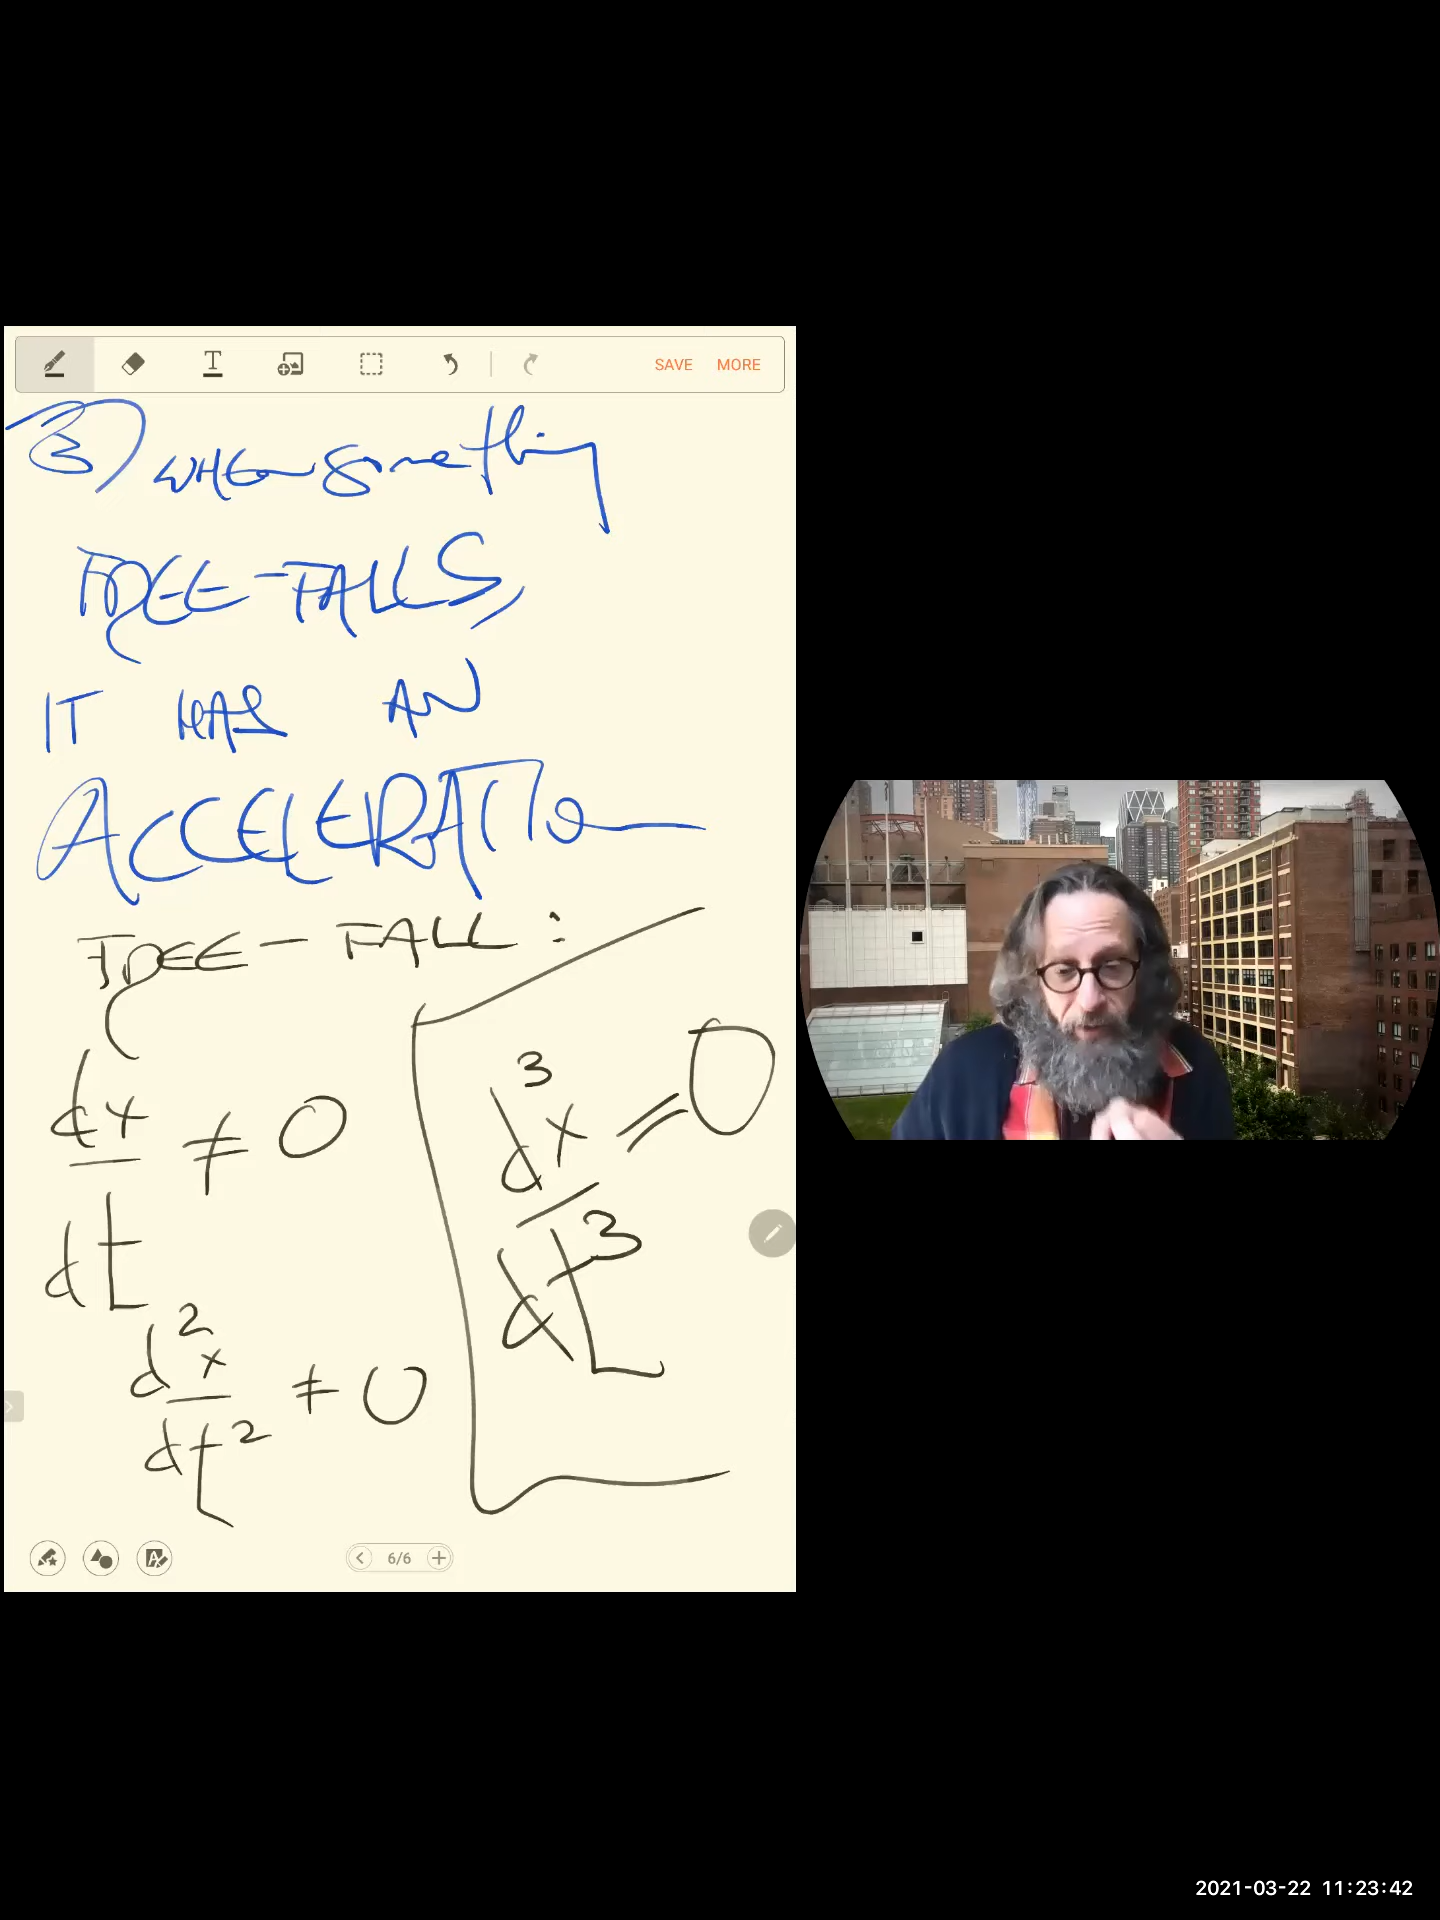 SAVE MORE
3) WHEN something
FREE-FALLS,
IT HAS AN
ACCELERATION
FREE-FALL:
dx/dt ≠ 0
d³x/dt³ = 0
d²x/dt² ≠ 0
6/6
2021-03-22 11:23:42